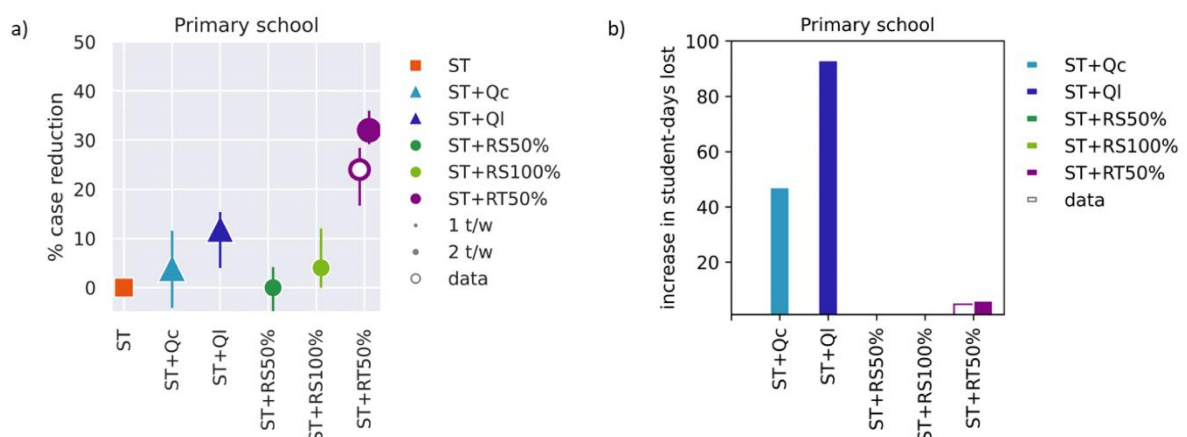 a)
Primary school
% case reduction
50
40
30
20
10
0
ST
ST+Qc
ST+Ql
ST+RS50%
ST+RS100%
ST+RT50%
ST
ST+Qc
ST+Ql
ST+RS50%
ST+RS100%
ST+RT50%
1 t/w
2 t/w
data
b)
Primary school
increase in student-days lost
100
80
60
40
20
ST+Qc
ST+Ql
ST+RS50%
ST+RS100%
ST+RT50%
ST+Qc
ST+Ql
ST+RS50%
ST+RS100%
ST+RT50%
data